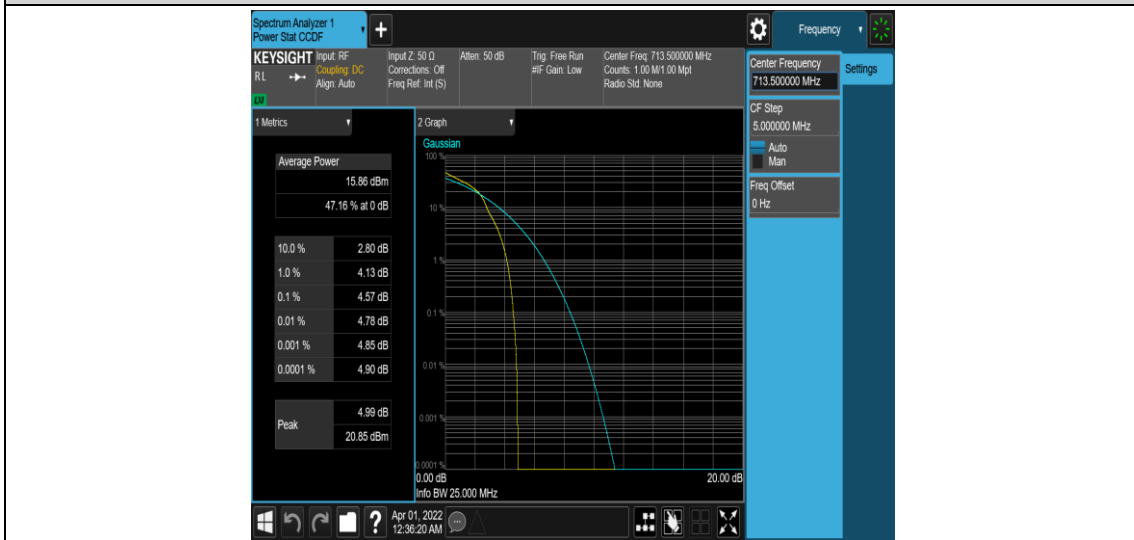 Spectrum Analyzer 1
Power Stat CCDF
+
Frequency
KEYSIGHT
RL
LXI
Input: RF
Coupling: DC
Align: Auto
Input Z: 50 Ω
Corrections: Off
Freq Ref: Int (S)
Atten: 50 dB
Trig: Free Run
#IF Gain: Low
Center Freq: 713.500000 MHz
Counts: 1.00 M/1.00 Mpt
Radio Std: None
Center Frequency
713.500000 MHz
Settings
CF Step
5.000000 MHz
Auto
Man
Freq Offset
0 Hz
1 Metrics
Average Power
15.86 dBm
47.16 % at 0 dB
10.0 % 2.80 dB
1.0 % 4.13 dB
0.1 % 4.57 dB
0.01 % 4.78 dB
0.001 % 4.85 dB
0.0001 % 4.90 dB
Peak 4.99 dB
20.85 dBm
2 Graph
Gaussian
100 %
10 %
1 %
0.1 %
0.01 %
0.001 %
0.0001 %
0.00 dB 20.00 dB
Info BW 25.000 MHz
?
Apr 01, 2022
12:36:20 AM